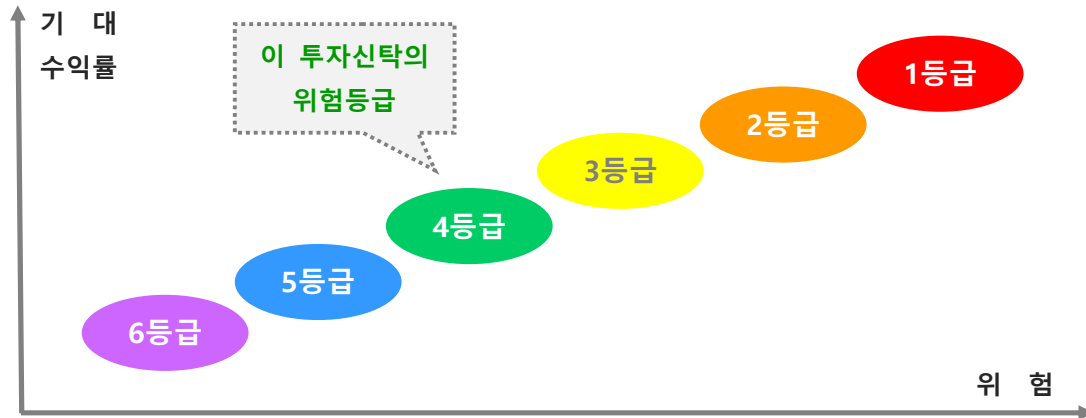 기 대
수익률
이 투자신탁의
위험등급
1등급
2등급
3등급
4등급
5등급
6등급
위 험